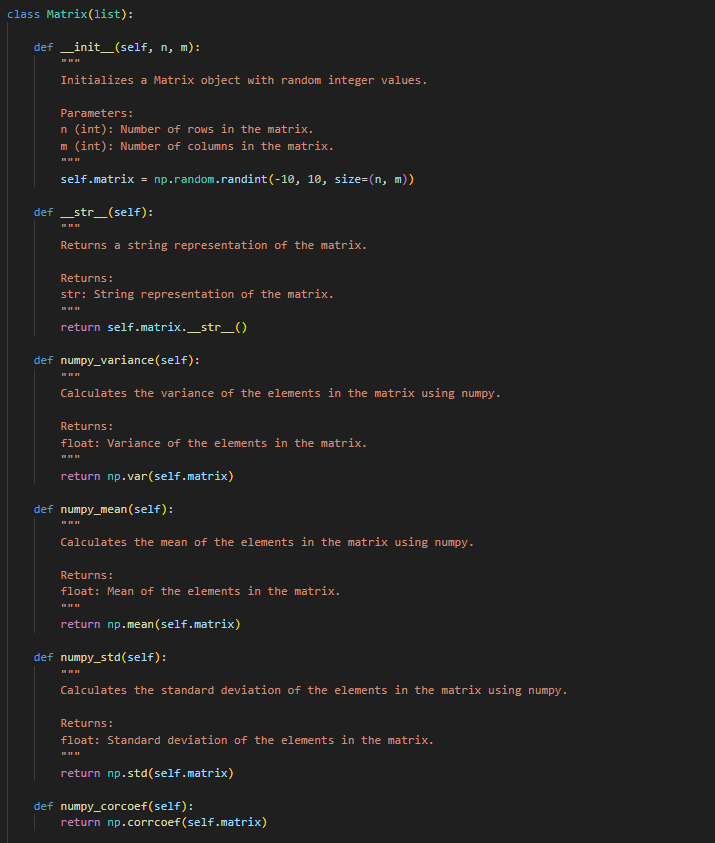 class Matrix(list):
def __init__(self, n, m):
"""
Initializes a Matrix object with random integer values.
Parameters:
n (int): Number of rows in the matrix.
m (int): Number of columns in the matrix.
"""
self.matrix = np.random.randint(-10, 10, size=(n, m))
def __str__(self):
"""
Returns a string representation of the matrix.
Returns:
str: String representation of the matrix.
"""
return self.matrix.__str__()
def numpy_variance(self):
"""
Calculates the variance of the elements in the matrix using numpy.
Returns:
float: Variance of the elements in the matrix.
"""
return np.var(self.matrix)
def numpy_mean(self):
"""
Calculates the mean of the elements in the matrix using numpy.
Returns:
float: Mean of the elements in the matrix.
"""
return np.mean(self.matrix)
def numpy_std(self):
"""
Calculates the standard deviation of the elements in the matrix using numpy.
Returns:
float: Standard deviation of the elements in the matrix.
"""
return np.std(self.matrix)
def numpy_corcoef(self):
return np.corrcoef(self.matrix)